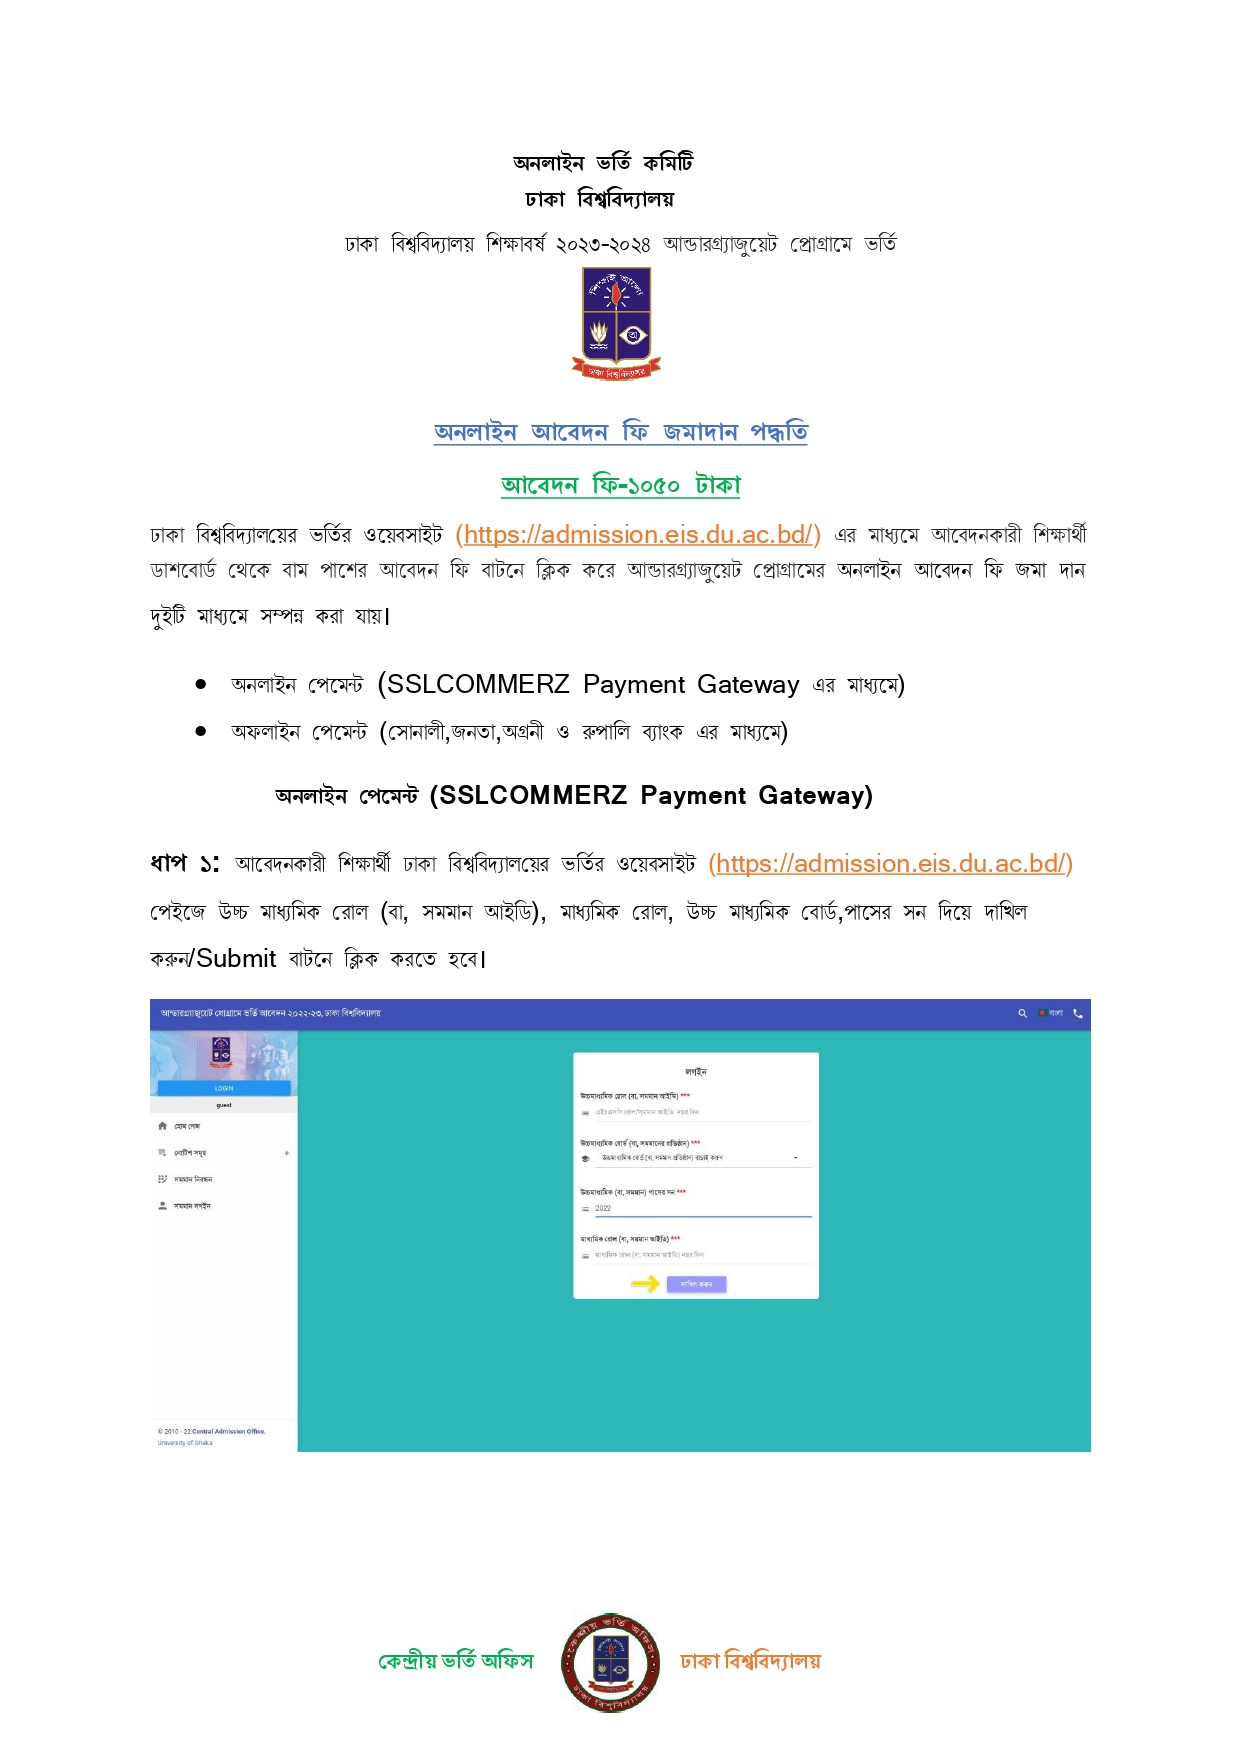 অনলাইন ভর্তি কমিটি
ঢাকা বিশ্ববিদ্যালয়
ঢাকা বিশ্ববিদ্যালয় শিক্ষাবর্ষ ২০২৩-২০২৪ আন্ডারগ্র্যাজুয়েট প্রোগ্রামে ভর্তি
শিক্ষাই আলো
ঢাকা বিশ্ববিদ্যালয়
অনলাইন আবেদন ফি জমাদান পদ্ধতি
আবেদন ফি-১০৫০ টাকা
ঢাকা বিশ্ববিদ্যালয়ের ভর্তির ওয়েবসাইট (https://admission.eis.du.ac.bd/) এর মাধ্যমে আবেদনকারী শিক্ষার্থী
ডাশবোর্ড থেকে বাম পাশের আবেদন ফি বাটনে ক্লিক করে আন্ডারগ্র্যাজুয়েট প্রোগ্রামের অনলাইন আবেদন ফি জমা দান
দুইটি মাধ্যমে সম্পন্ন করা যায়।
• অনলাইন পেমেন্ট (SSLCOMMERZ Payment Gateway এর মাধ্যমে)
• অফলাইন পেমেন্ট (সোনালী,জনতা,অগ্রনী ও রুপালি ব্যাংক এর মাধ্যমে)
অনলাইন পেমেন্ট (SSLCOMMERZ Payment Gateway)
ধাপ ১: আবেদনকারী শিক্ষার্থী ঢাকা বিশ্ববিদ্যালয়ের ভর্তির ওয়েবসাইট (https://admission.eis.du.ac.bd/)
পেইজে উচ্চ মাধ্যমিক রোল (বা, সমমান আইডি), মাধ্যমিক রোল, উচ্চ মাধ্যমিক বোর্ড,পাসের সন দিয়ে দাখিল
করুন/Submit বাটনে ক্লিক করতে হবে।
আন্ডারগ্র্যাজুয়েট প্রোগ্রামে ভর্তি আবেদন ২০২২-২৩, ঢাকা বিশ্ববিদ্যালয়
বাংলা
LOGIN
guest
হোম পেজ
নোটিশ সমূহ +
সমমান নিবন্ধন
সমমান লগইন
লগইন
উচ্চমাধ্যমিক রোল (বা, সমমান আইডি) ***
এইচএসসি রোল/সমমান আইডি নম্বর দিন
উচ্চমাধ্যমিক বোর্ড (বা, সমমানের প্রতিষ্ঠান) ***
উচ্চমাধ্যমিক বোর্ড (বা, সমমান প্রতিষ্ঠান) বাছাই করুন
উচ্চমাধ্যমিক (বা, সমমান) পাসের সন ***
2022
মাধ্যমিক রোল (বা, সমমান আইডি) ***
মাধ্যমিক রোল (বা, সমমান আইডি) নম্বর দিন
দাখিল করুন
© 2010 - 22 Central Admission Office.
University of Dhaka
কেন্দ্রীয় ভর্তি অফিস
কেন্দ্রীয় ভর্তি অফিস
ঢাকা বিশ্ববিদ্যালয়
ঢাকা বিশ্ববিদ্যালয়